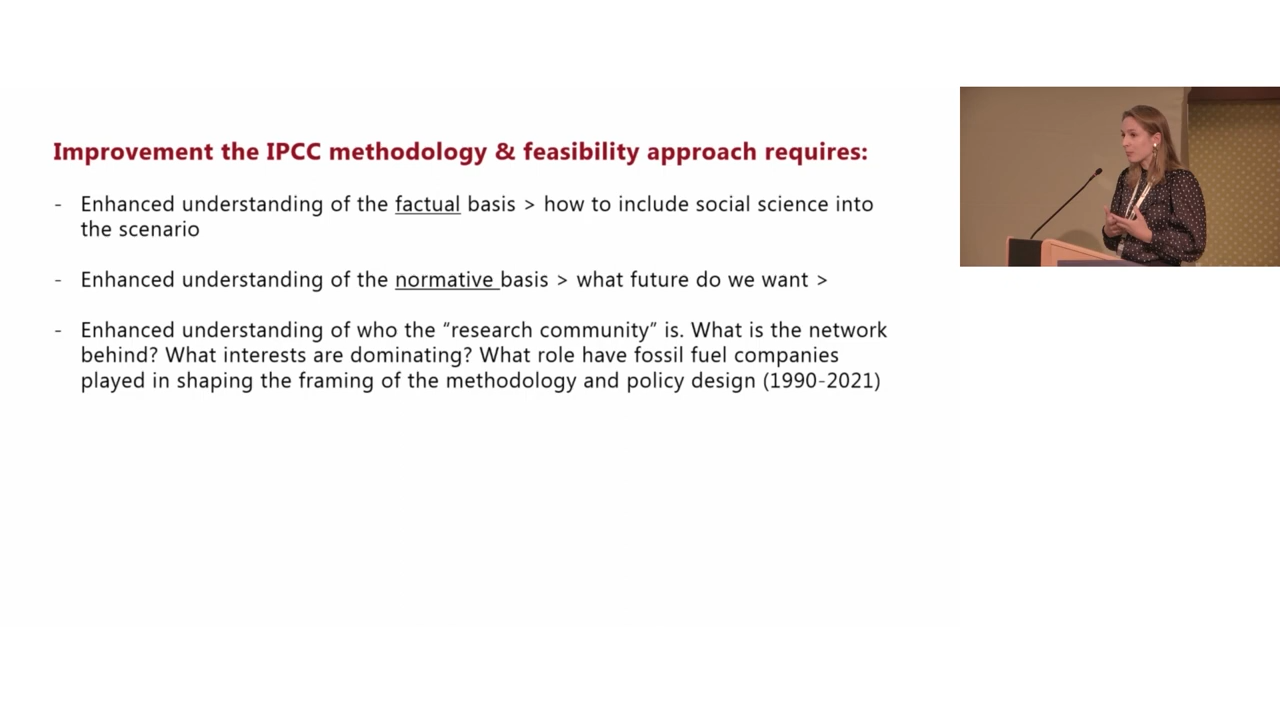 Improvement the IPCC methodology & feasibility approach requires:
- Enhanced understanding of the factual basis > how to include social science into
the scenario
- Enhanced understanding of the normative basis > what future do we want >
- Enhanced understanding of who the “research community” is. What is the network
behind? What interests are dominating? What role have fossil fuel companies
played in shaping the framing of the methodology and policy design (1990-2021)